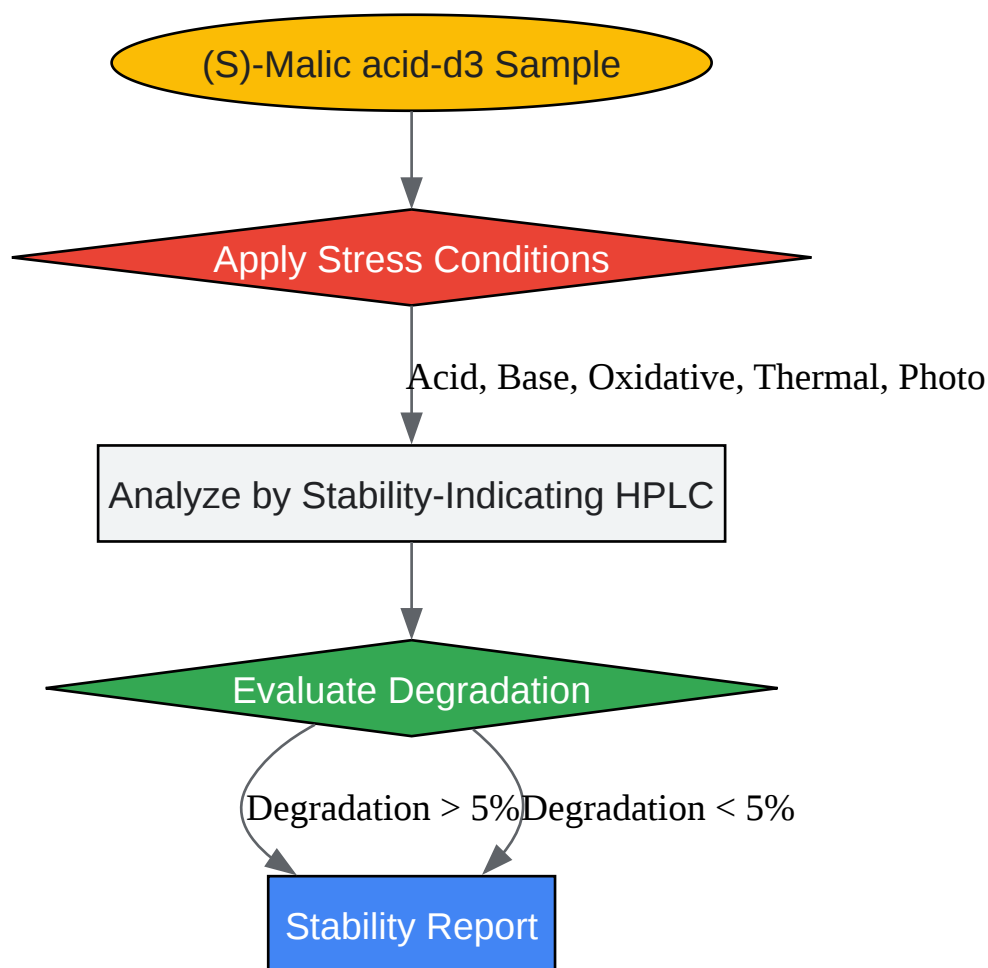 (S)-Malic acid-d3 Sample
Apply Stress Conditions
Acid, Base, Oxidative, Thermal, Photo
Analyze by Stability-Indicating HPLC
Evaluate Degradation
Degradation > 5%
Degradation < 5%
Stability Report